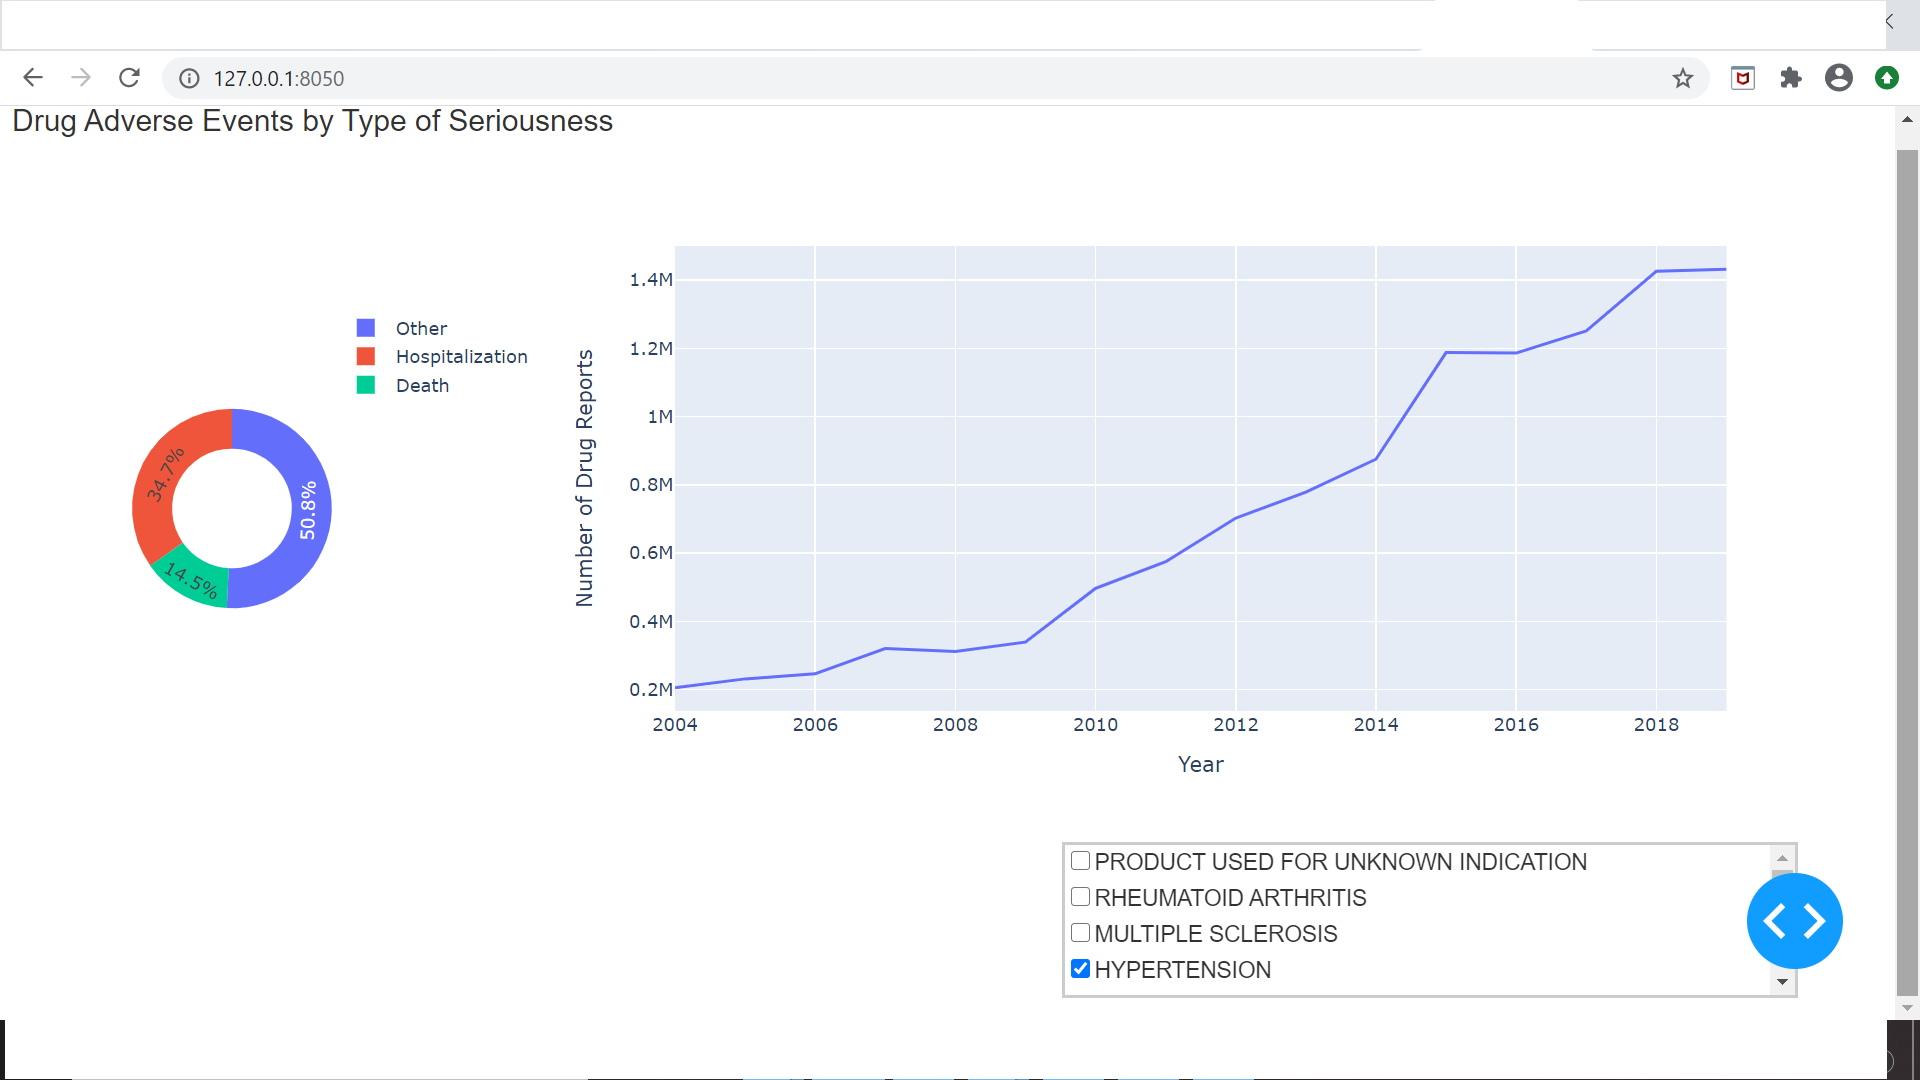 127.0.0.1:8050
Drug Adverse Events by Type of Seriousness
Other
Hospitalization
Death
34.7%
50.8%
14.5%
Number of Drug Reports
1.4M
1.2M
1M
0.8M
0.6M
0.4M
0.2M
2004 2006 2008 2010 2012 2014 2016 2018
Year
PRODUCT USED FOR UNKNOWN INDICATION
RHEUMATOID ARTHRITIS
MULTIPLE SCLEROSIS
HYPERTENSION